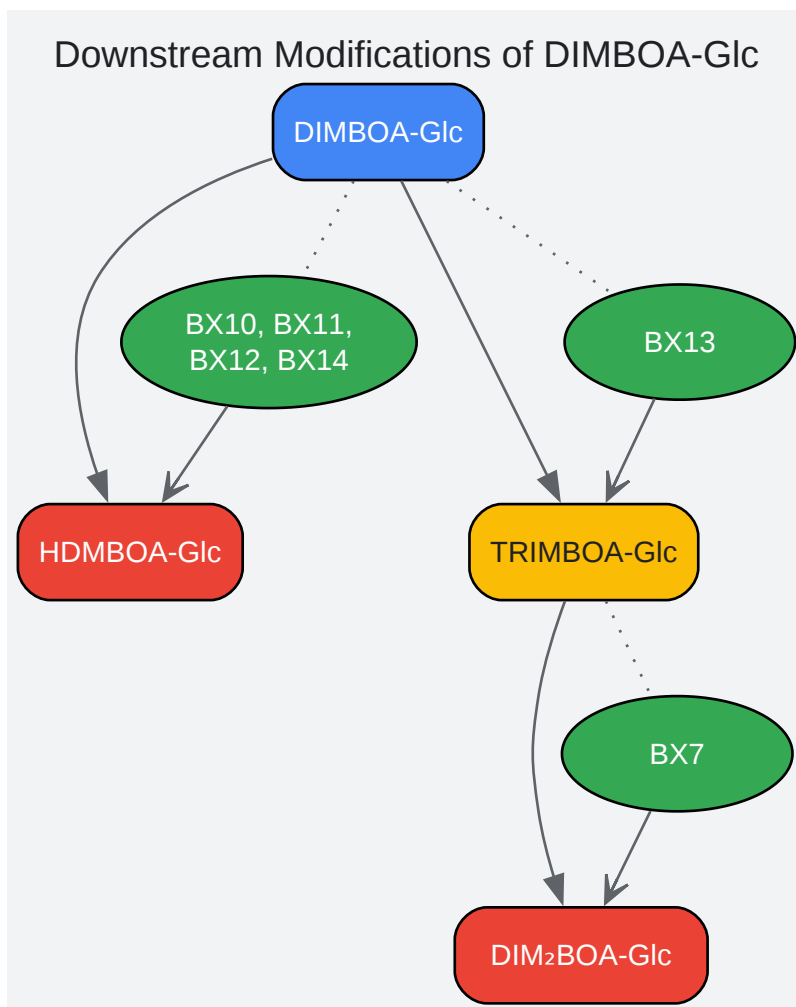 Downstream Modifications of DIMBOA-Glc
DIMBOA-Glc
BX10, BX11,
BX12, BX14
BX13
HDMBOA-Glc
TRIMBOA-Glc
BX7
DIM₂BOA-Glc